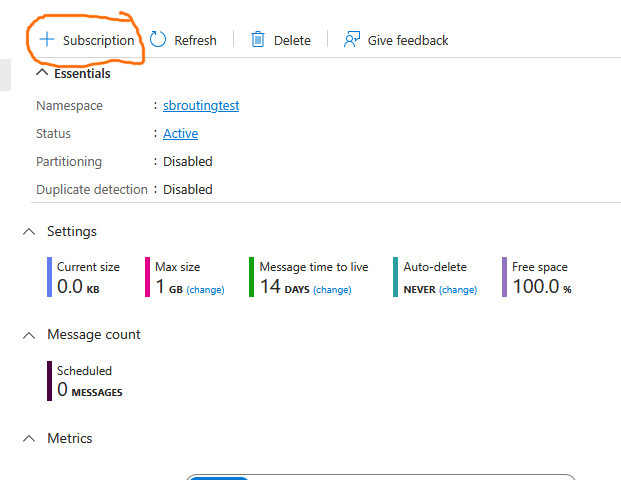 Subscription Refresh Delete Give feedback
Essentials
Namespace : sbroutingtest
Status : Active
Partitioning : Disabled
Duplicate detection : Disabled
Settings
Current size Max size Message time to live Auto-delete Free space
0.0 KB 1 GB (change) 14 DAYS (change) NEVER (change) 100.0 %
Message count
Scheduled
0 MESSAGES
Metrics